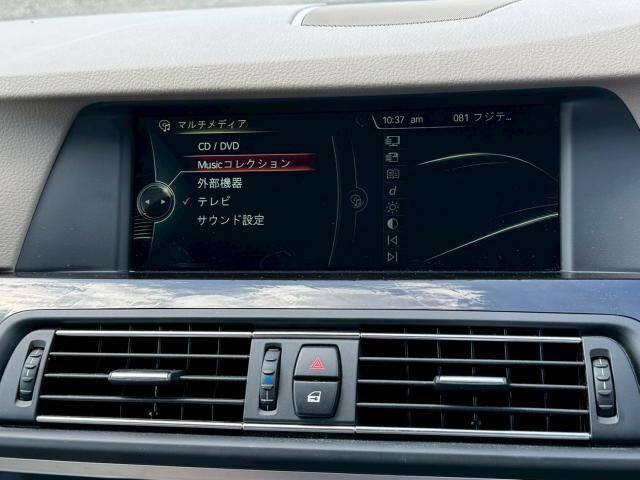 マルチメディア
10:37 am 081 フジテ...
CD / DVD
Musicコレクション
外部機器
テレビ
サウンド設定
d